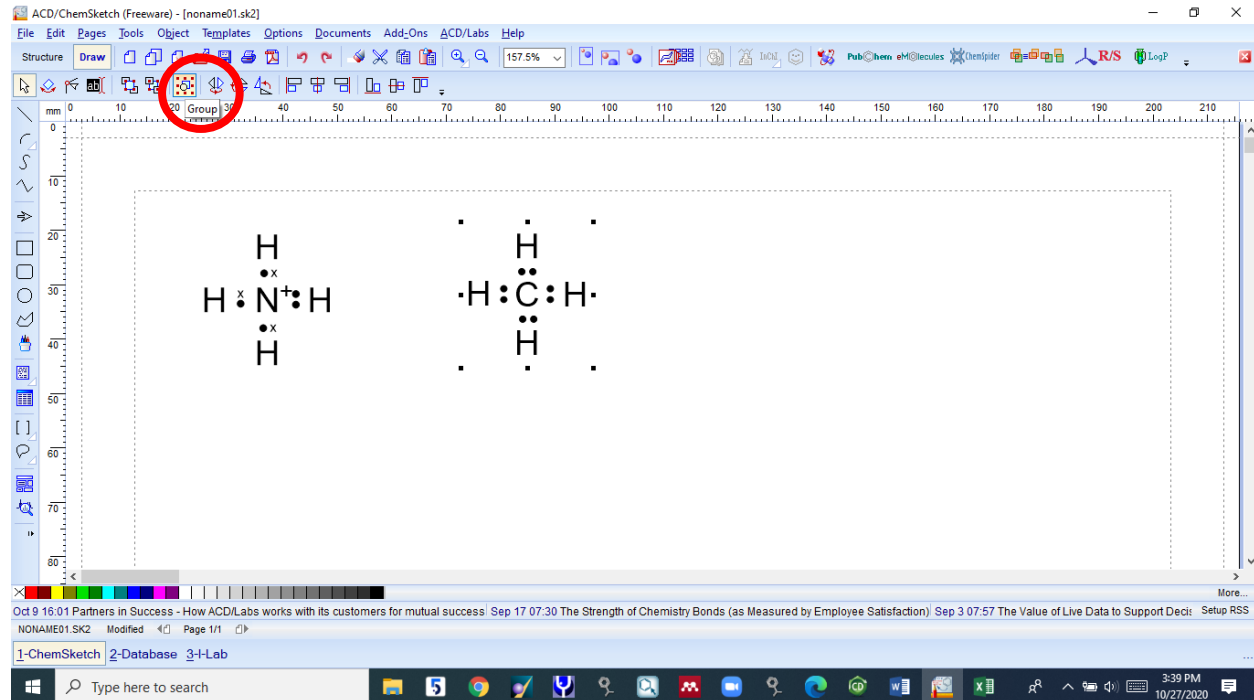 ACD/ChemSketch (Freeware) - [noname01.sk2]
File Edit Pages Tools Object Templates Options Documents Add-Ons ACD/Labs Help
Structure Draw 157.5% PubChem eMolecules ChemSpider R/S LogP
Group
mm 0 10 20 30 40 50 60 70 80 90 100 110 120 130 140 150 160 170 180 190 200 210
0
10
20
30
40
50
60
70
80
H H
x
H x N+ H H C H
x
H H
More...
Oct 9 16:01 Partners in Success - How ACD/Labs works with its customers for mutual success Sep 17 07:30 The Strength of Chemistry Bonds (as Measured by Employee Satisfaction) Sep 3 07:57 The Value of Live Data to Support Decis Setup RSS
NONAME01.SK2 Modified Page 1/1
1-ChemSketch 2-Database 3-I-Lab
Type here to search
3:39 PM
10/27/2020